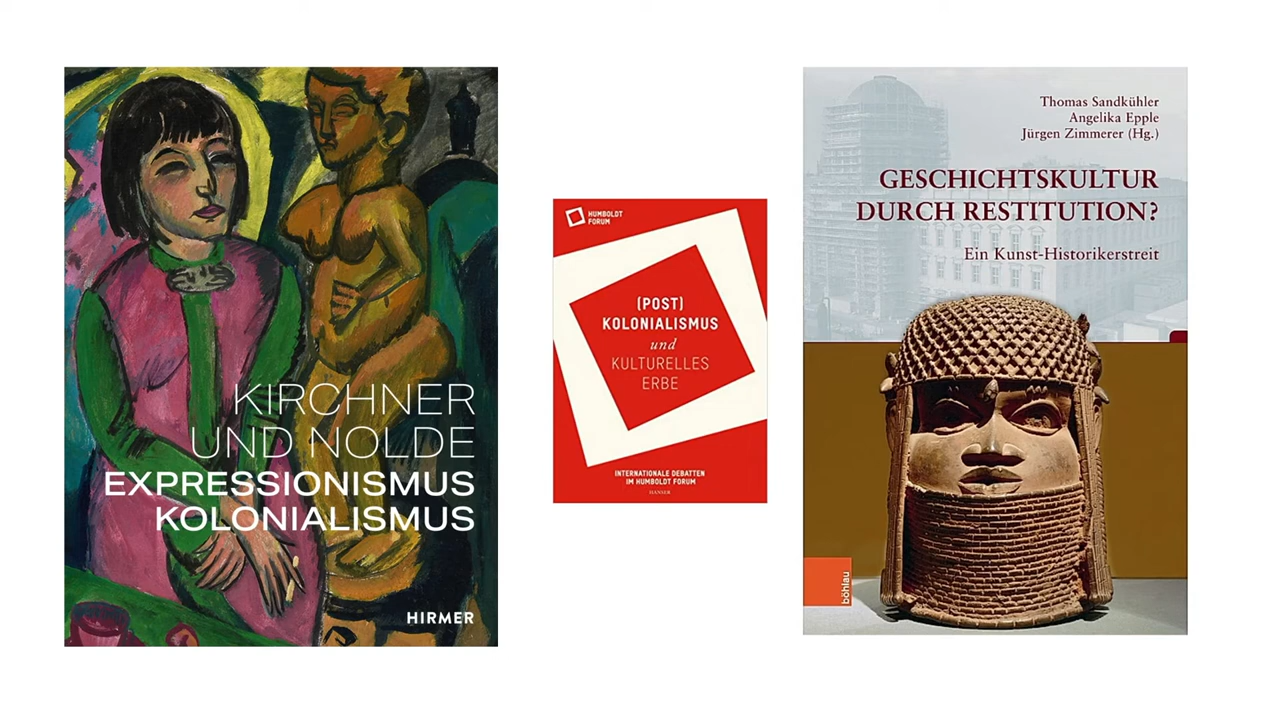 KIRCHNER
UND NOLDE
EXPRESSIONISMUS
KOLONIALISMUS
HIRMER
HUMBOLDT
FORUM
(POST)
KOLONIALISMUS
und
KULTURELLES
ERBE
INTERNATIONALE DEBATTEN
IM HUMBOLDT FORUM
HANSER
Thomas Sandkühler
Angelika Epple
Jürgen Zimmerer (Hg.)
GESCHICHTSKULTUR
DURCH RESTITUTION?
Ein Kunst-Historikerstreit
böhlau